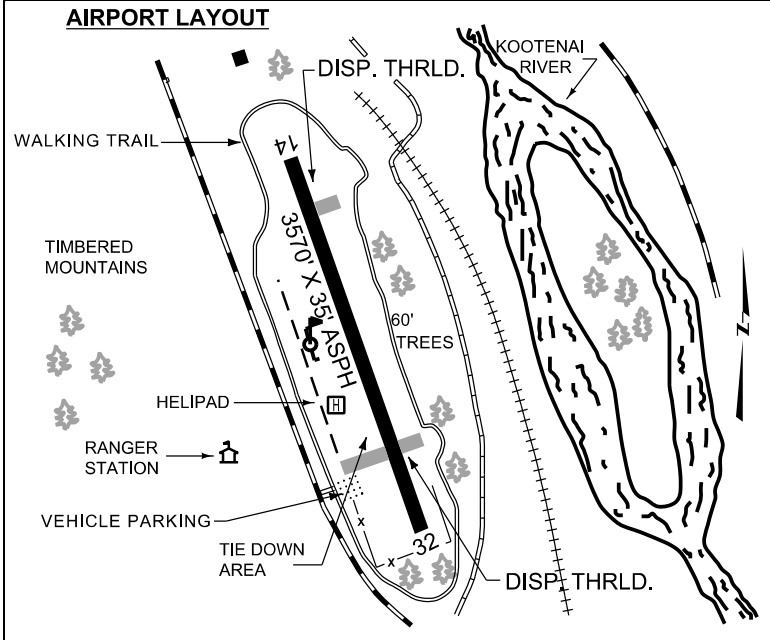 AIRPORT LAYOUT
KOOTENAI
RIVER
DISP. THRLD.
WALKING TRAIL
14
3570' X 35' ASPH
TIMBERED
MOUNTAINS
60'
TREES
N
HELIPAD
H
RANGER
STATION
VEHICLE PARKING
x
x
32
TIE DOWN
AREA
DISP. THRLD.